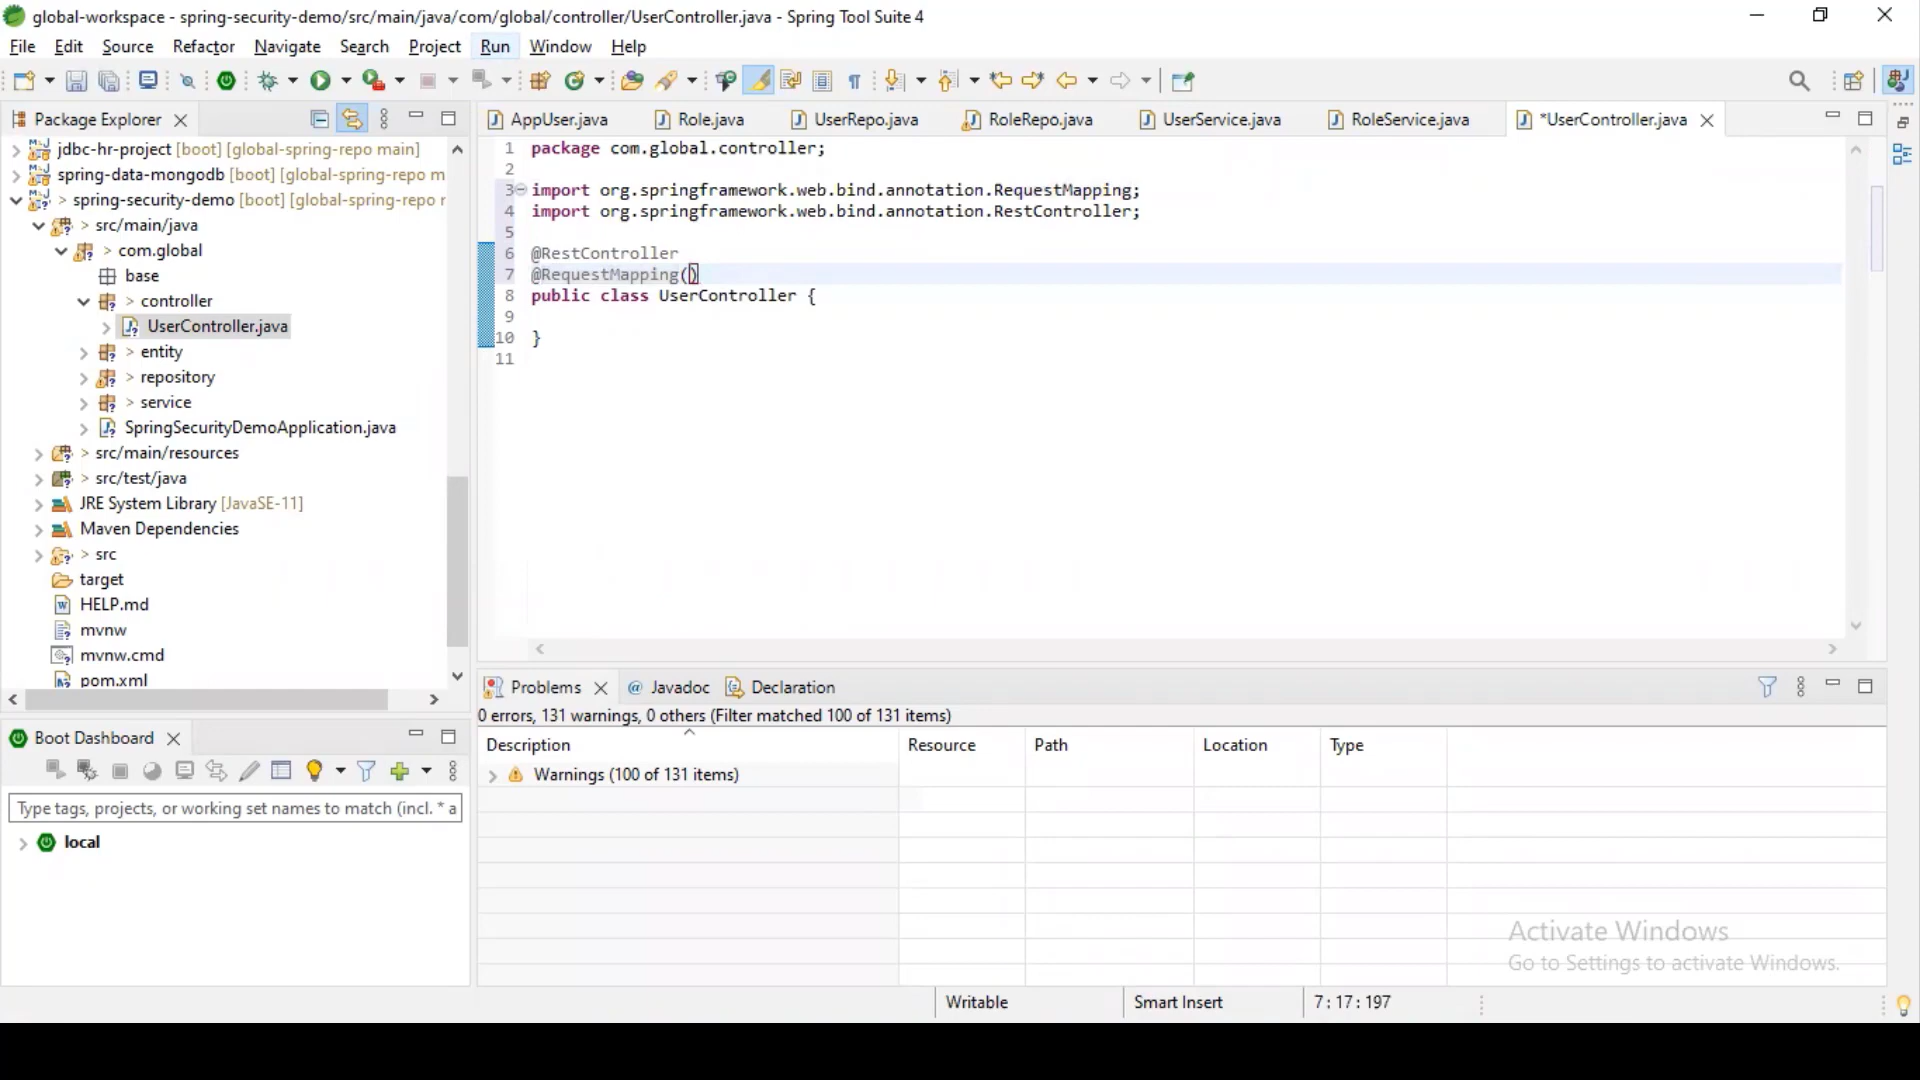 global-workspace - spring-security-demo/src/main/java/com/global/controller/UserController.java - Spring Tool Suite 4
File Edit Source Refactor Navigate Search Project Run Window Help
Package Explorer
jdbc-hr-project [boot] [global-spring-repo main]
spring-data-mongodb [boot] [global-spring-repo m
> spring-security-demo [boot] [global-spring-repo r
> src/main/java
> com.global
base
> controller
UserController.java
> entity
> repository
> service
SpringSecurityDemoApplication.java
> src/main/resources
> src/test/java
JRE System Library [JavaSE-11]
Maven Dependencies
> src
target
HELP.md
mvnw
mvnw.cmd
pom.xml
Boot Dashboard
Type tags, projects, or working set names to match (incl. * a
local
AppUser.java Role.java UserRepo.java RoleRepo.java UserService.java RoleService.java *UserController.java
1 package com.global.controller;
2
3 import org.springframework.web.bind.annotation.RequestMapping;
4 import org.springframework.web.bind.annotation.RestController;
5
6 @RestController
7 @RequestMapping()
8 public class UserController {
9
10 }
11
Problems @ Javadoc Declaration
0 errors, 131 warnings, 0 others (Filter matched 100 of 131 items)
Description Resource Path Location Type
Warnings (100 of 131 items)
Activate Windows
Go to Settings to activate Windows.
Writable Smart Insert 7 : 17 : 197